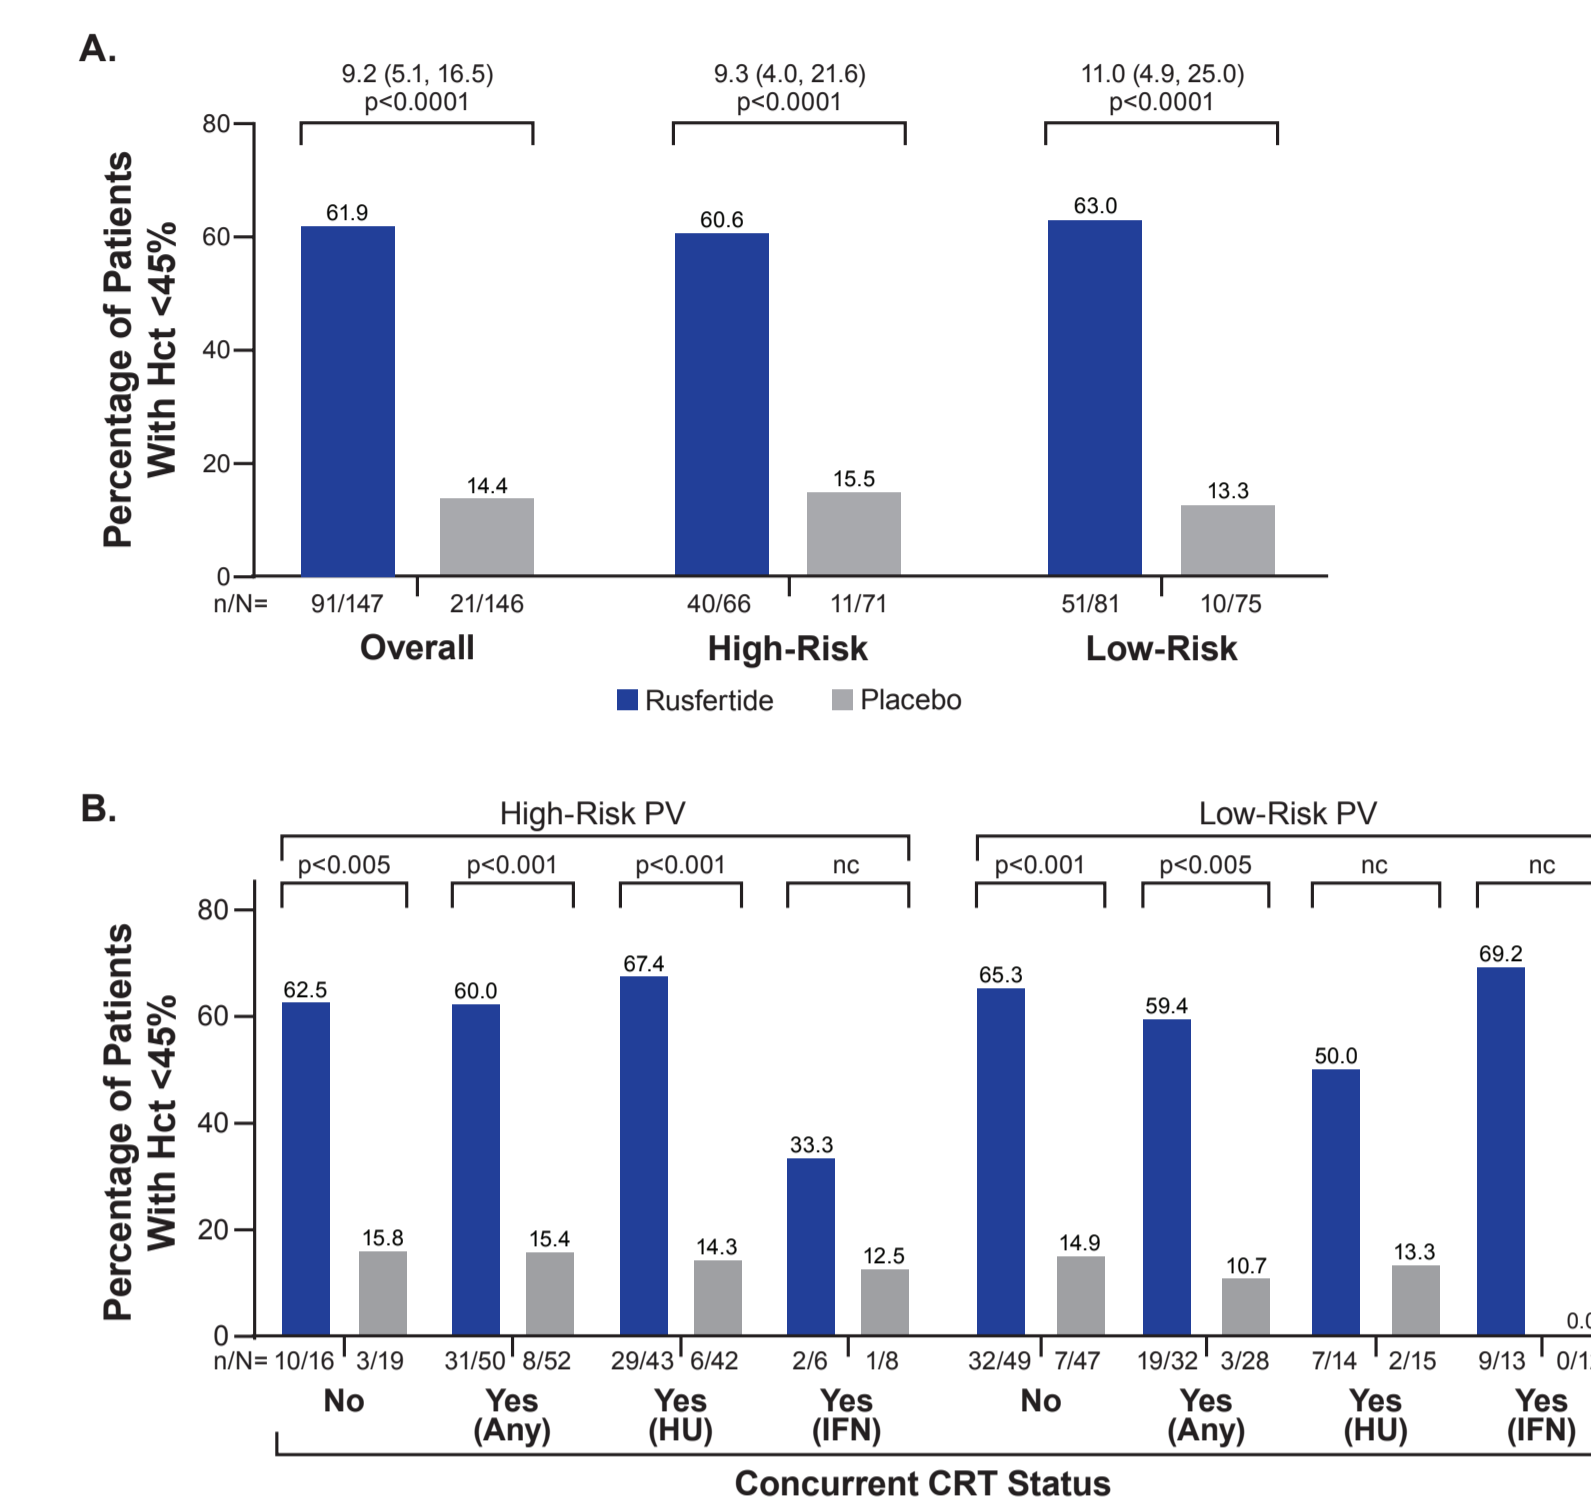 A.
9.2 (5.1, 16.5) 9.3 (4.0, 21.6) 11.0 (4.9, 25.0)
p<0.0001 p<0.0001 p<0.0001
Percentage of Patients
With Hct <45%
80
60
40
20
0
61.9 14.4 60.6 15.5 63.0 13.3
n/N= 91/147 21/146 40/66 11/71 51/81 10/75
Overall High-Risk Low-Risk
Rusfertide Placebo
B.
High-Risk PV Low-Risk PV
p<0.005 p<0.001 p<0.001 nc p<0.001 p<0.005 nc nc
Percentage of Patients
With Hct <45%
80
60
40
20
0
62.5 15.8 60.0 15.4 67.4 14.3 33.3 12.5 65.3 14.9 59.4 10.7 50.0 13.3 69.2
n/N= 10/16 3/19 31/50 8/52 29/43 6/42 2/6 1/8 32/49 7/47 19/32 3/28 7/14 2/15 9/13
No Yes Yes Yes No Yes Yes Yes
(Any) (HU) (IFN) (Any) (HU) (IFN)
Concurrent CRT Status